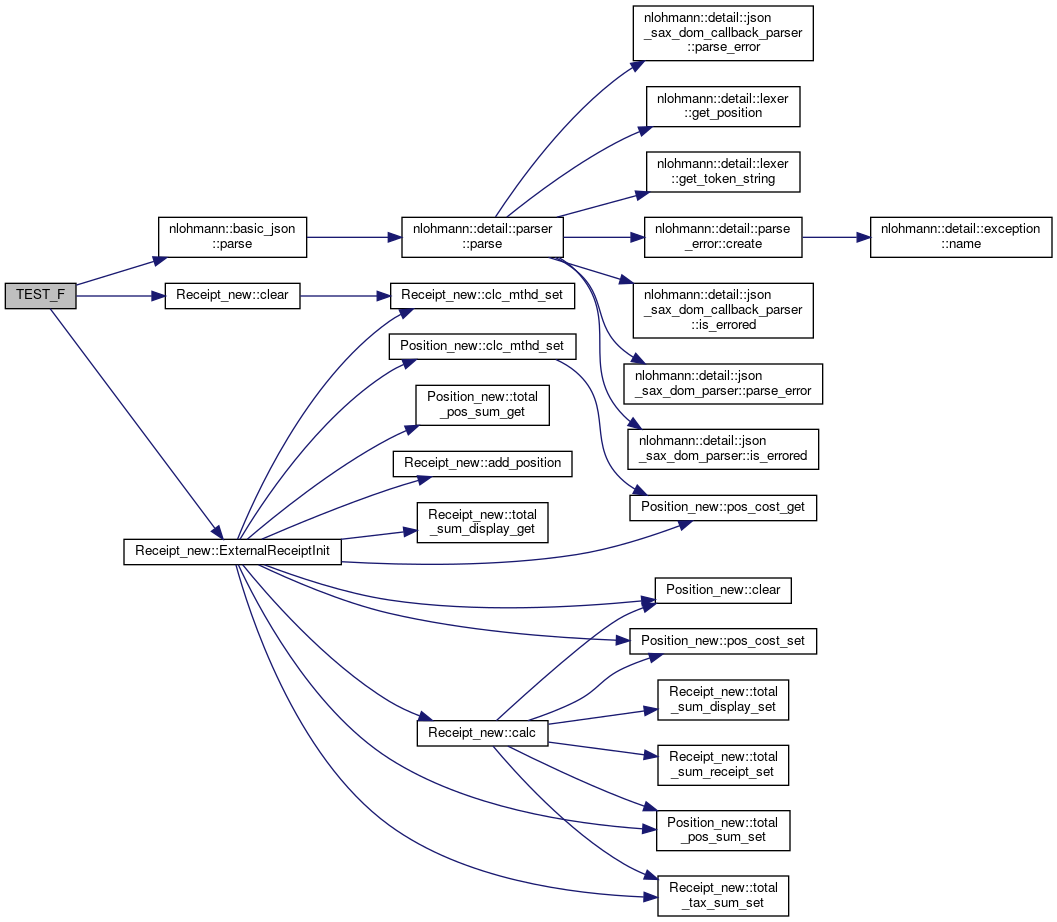 nlohmann::detail::json
_sax_dom_callback_parser
::parse_error
nlohmann::detail::lexer
::get_position
nlohmann::detail::lexer
::get_token_string
nlohmann::basic_json
::parse
nlohmann::detail::parser
::parse
nlohmann::detail::parse
_error::create
nlohmann::detail::exception
::name
TEST_F
Receipt_new::clear
Receipt_new::clc_mthd_set
nlohmann::detail::json
_sax_dom_callback_parser
::is_errored
Position_new::clc_mthd_set
nlohmann::detail::json
_sax_dom_parser::parse_error
Position_new::total
_pos_sum_get
nlohmann::detail::json
_sax_dom_parser::is_errored
Receipt_new::add_position
Position_new::pos_cost_get
Receipt_new::total
_sum_display_get
Receipt_new::ExternalReceiptInit
Position_new::clear
Position_new::pos_cost_set
Receipt_new::total
_sum_display_set
Receipt_new::calc
Receipt_new::total
_sum_receipt_set
Position_new::total
_pos_sum_set
Receipt_new::total
_tax_sum_set